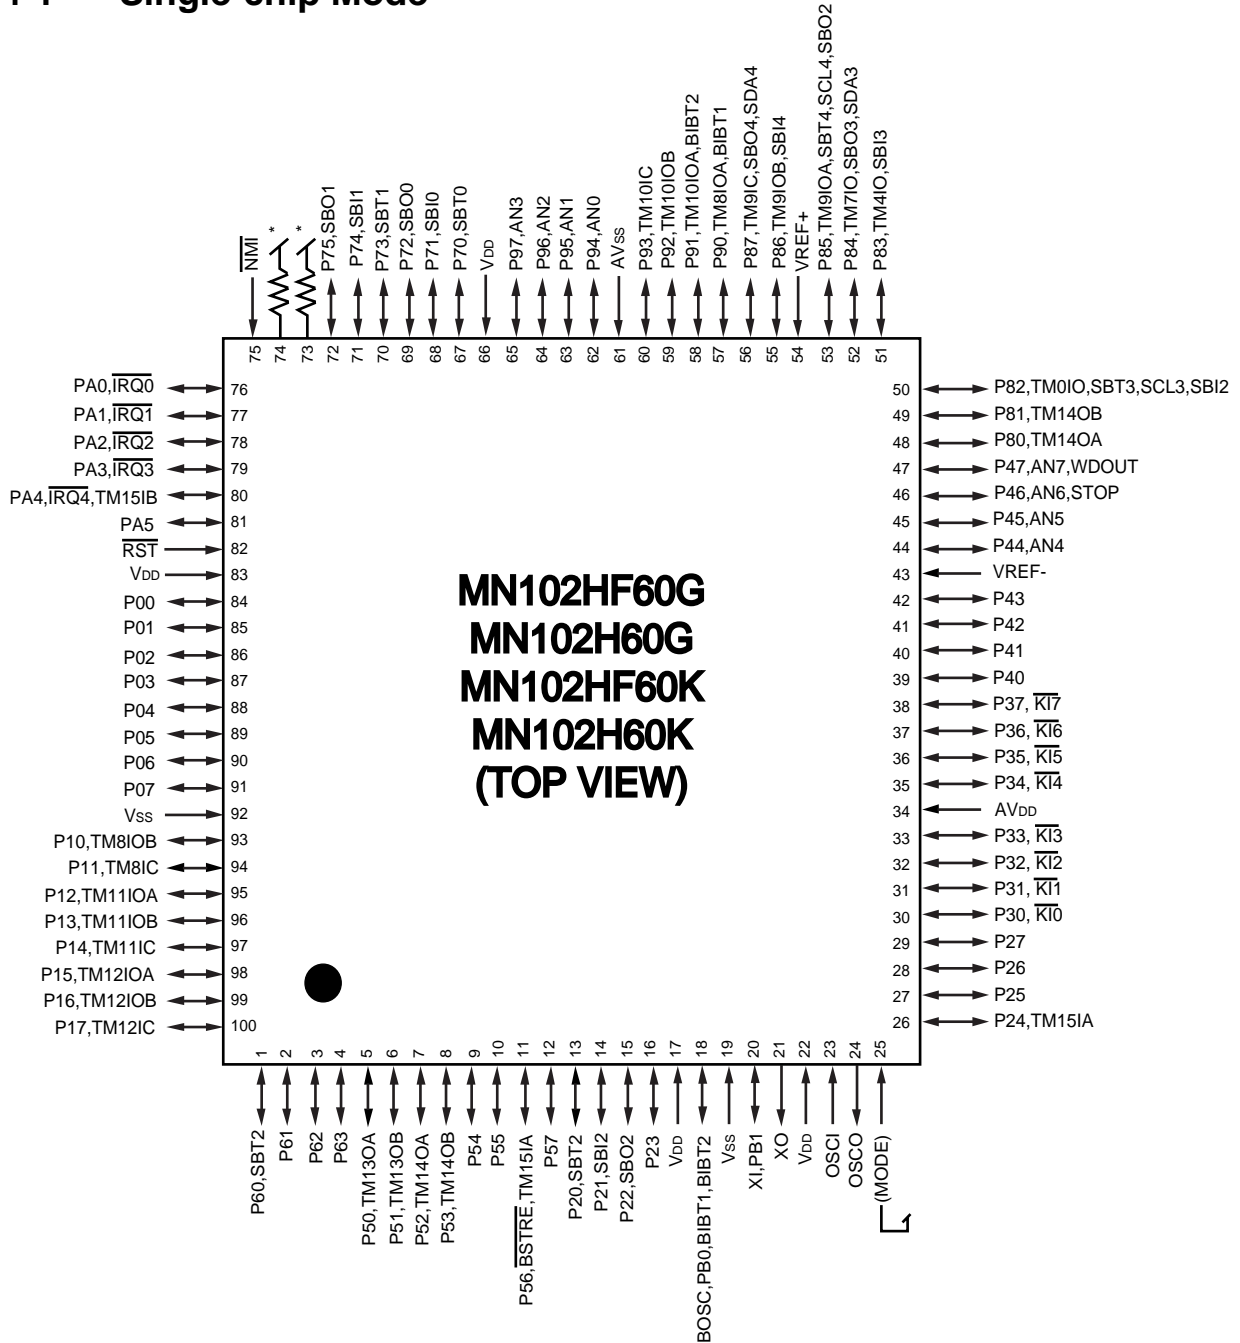 NMI
*
*
P75,SBO1
P74,SBI1
P73,SBT1
P72,SBO0
P71,SBI0
P70,SBT0
VDD
P97,AN3
P96,AN2
P95,AN1
P94,AN0
AVss
P93,TM10IC
P92,TM10IOB
P91,TM10IOA,BIBT2
P90,TM8IOA,BIBT1
P87,TM9IC,SBO4,SDA4
P86,TM9IOB,SBI4
VREF+
P85,TM9IOA,SBT4,SCL4,SBO2
P84,TM7IO,SBO3,SDA3
P83,TM4IO,SBI3
75 74 73 72 71 70 69 68 67 66 65 64 63 62 61 60 59 58 57 56 55 54 53 52 51
PA0,IRQ0 76
PA1,IRQ1 77
PA2,IRQ2 78
PA3,IRQ3 79
PA4,IRQ4,TM15IB 80
PA5 81
RST 82
VDD 83
P00 84
P01 85
P02 86
P03 87
P04 88
P05 89
P06 90
P07 91
Vss 92
P10,TM8IOB 93
P11,TM8IC 94
P12,TM11IOA 95
P13,TM11IOB 96
P14,TM11IC 97
P15,TM12IOA 98
P16,TM12IOB 99
P17,TM12IC 100
MN102HF60G
MN102H60G
MN102HF60K
MN102H60K
(TOP VIEW)
50 P82,TM0IO,SBT3,SCL3,SBI2
49 P81,TM14OB
48 P80,TM14OA
47 P47,AN7,WDOUT
46 P46,AN6,STOP
45 P45,AN5
44 P44,AN4
43 VREF-
42 P43
41 P42
40 P41
39 P40
38 P37, KI7
37 P36, KI6
36 P35, KI5
35 P34, KI4
34 AVDD
33 P33, KI3
32 P32, KI2
31 P31, KI1
30 P30, KI0
29 P27
28 P26
27 P25
26 P24,TM15IA
1 2 3 4 5 6 7 8 9 10 11 12 13 14 15 16 17 18 19 20 21 22 23 24 25
P60,SBT2
P61
P62
P63
P50,TM13OA
P51,TM13OB
P52,TM14OA
P53,TM14OB
P54
P55
P56,BSTRE,TM15IA
P57
P20,SBT2
P21,SBI2
P22,SBO2
P23
VDD
BOSC,PB0,BIBT1,BIBT2
Vss
XI,PB1
XO
VDD
OSCI
OSCO
(MODE)